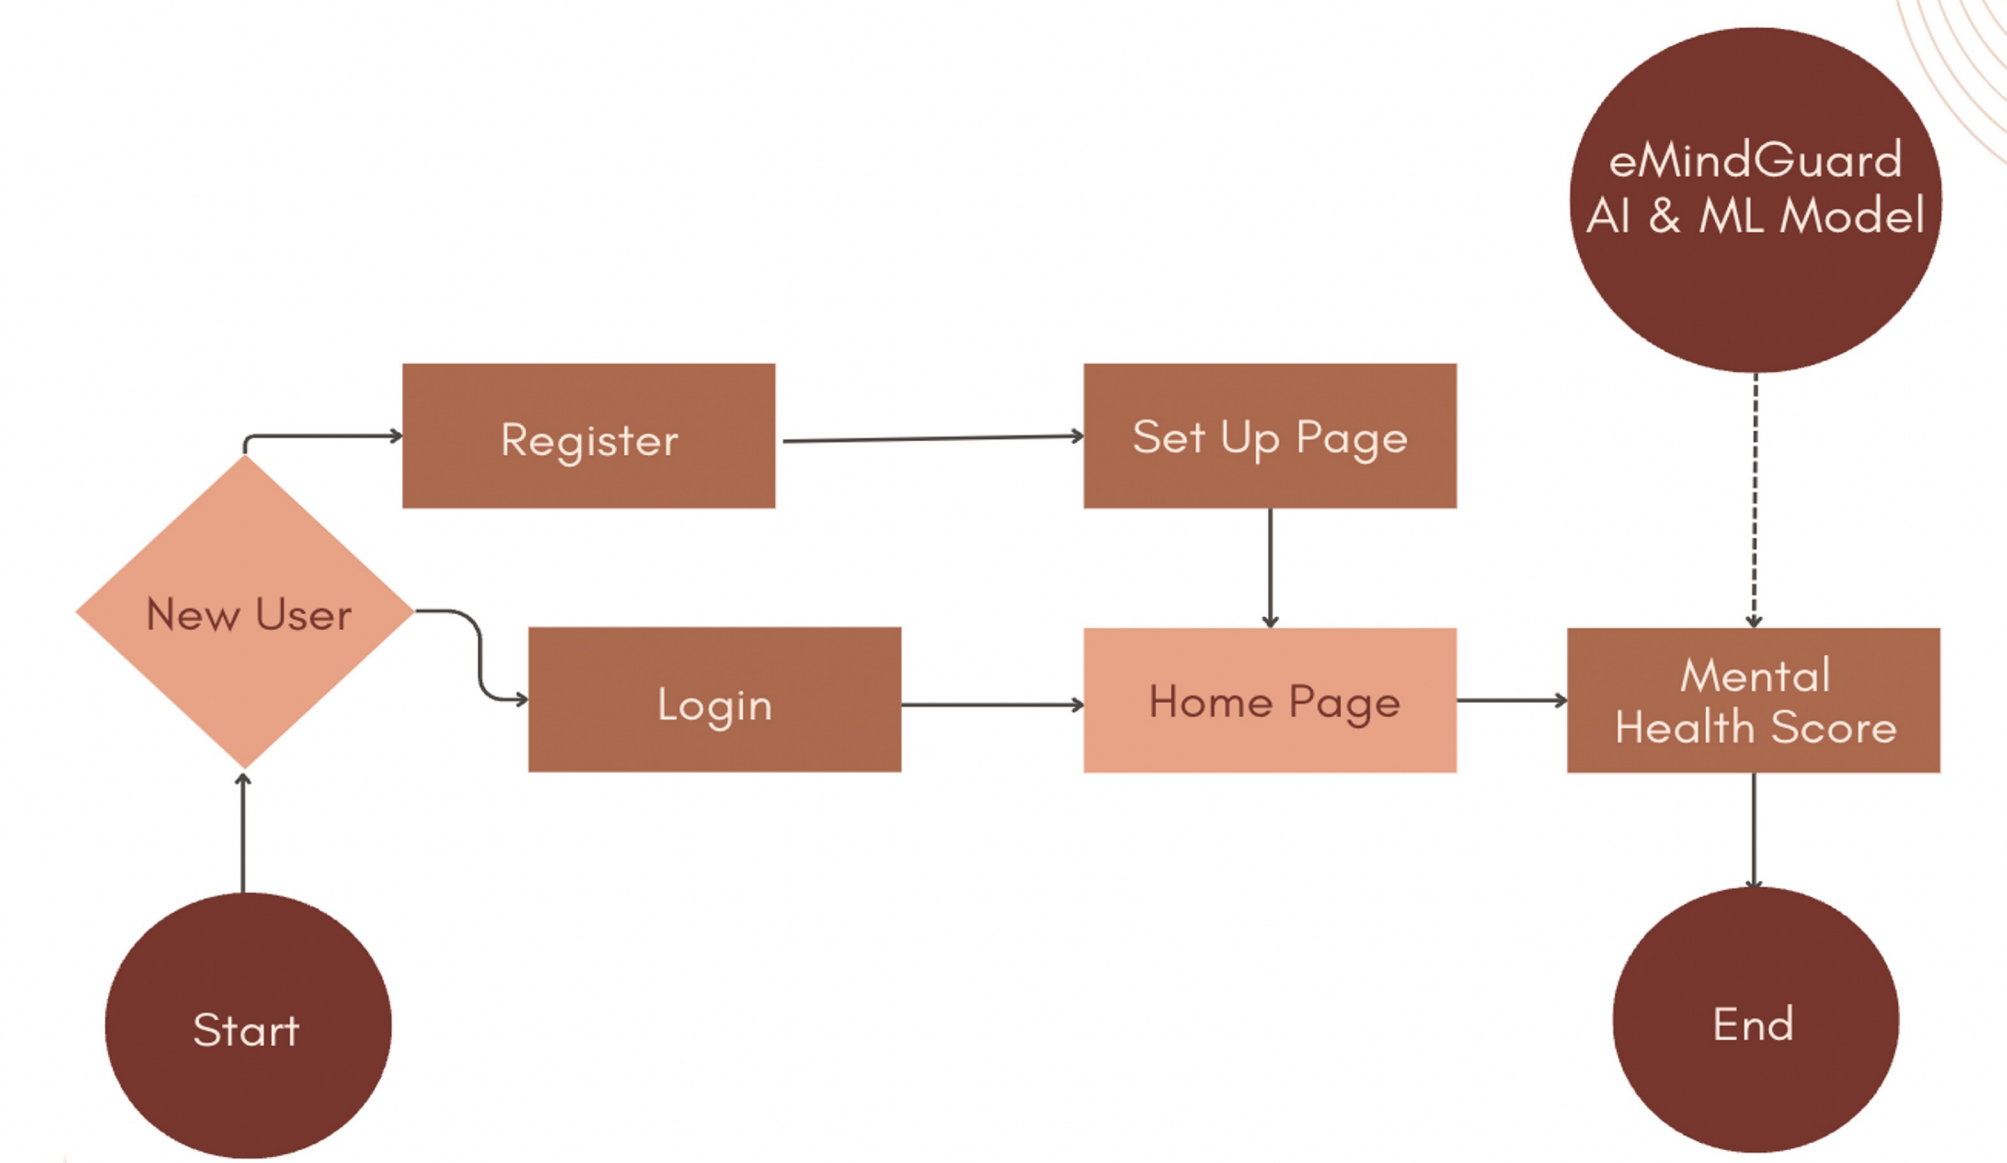 eMindGuard
AI & ML Model
Register
Set Up Page
New User
Login
Home Page
Mental
Health Score
Start
End